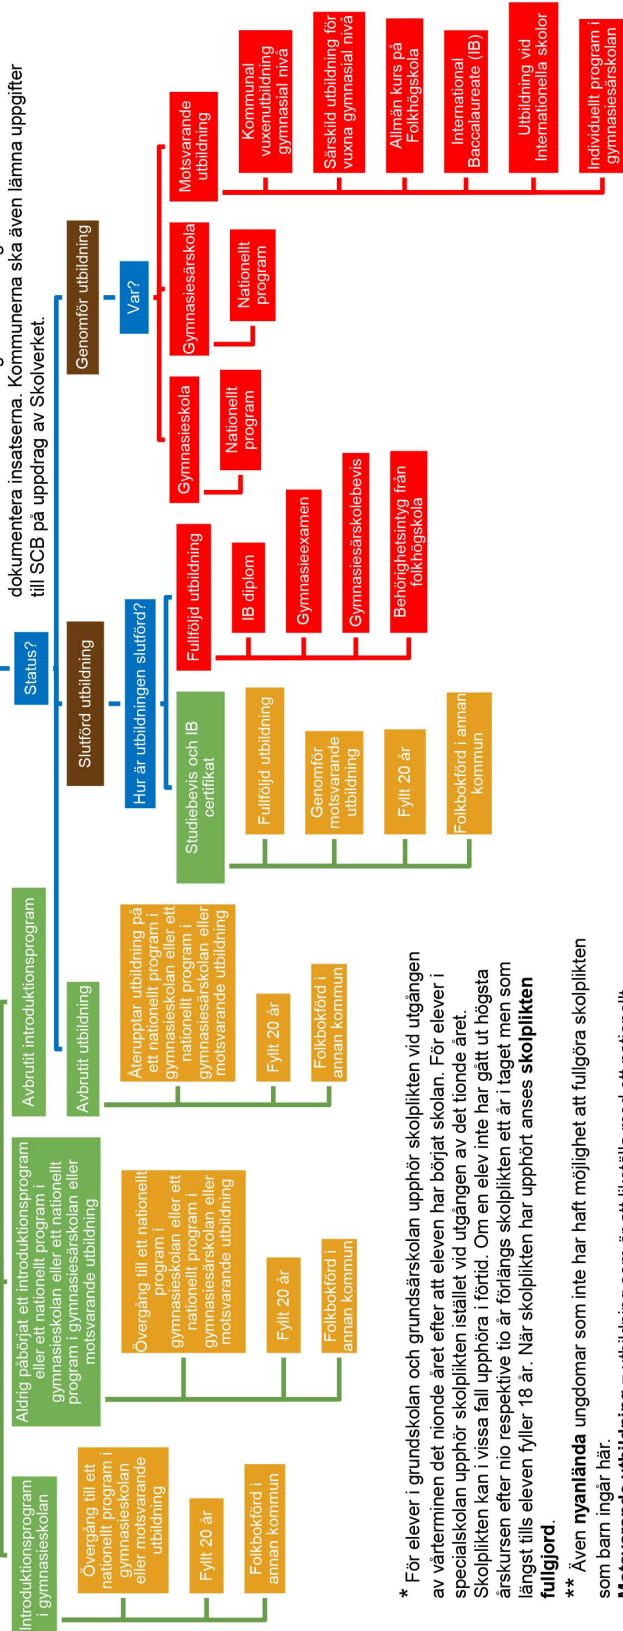 dokumentera insatserna. Kommunerna ska även lämna uppgifter
till SCB på uppdrag av Skolverket.
Status?
Introduktionsprogram
i gymnasieskolan
Övergång till ett
nationellt program i
gymnasieskolan
eller motsvarande
utbildning
Fyllt 20 år
Folkbokförd i
annan kommun
Aldrig påbörjat ett introduktionsprogram
eller ett nationellt program i
gymnasieskolan eller ett nationellt
program i gymnasiesärskolan eller
motsvarande utbildning
Övergång till ett nationellt
program i
gymnasieskolan eller ett
nationellt program i
gymnasiesärskolan eller
motsvarande utbildning
Fyllt 20 år
Folkbokförd i
annan kommun
Avbrutit introduktionsprogram
Avbrutit utbildning
Återupptar utbildning på
ett nationellt program i
gymnasieskolan eller ett
nationellt program i
gymnasiesärskolan eller
motsvarande utbildning
Fyllt 20 år
Folkbokförd i
annan kommun
Slutförd utbildning
Hur är utbildningen slutförd?
Studiebevis och IB
certifikat
Fullföljd utbildning
Genomför
motsvarande
utbildning
Fyllt 20 år
Folkbokförd i annan
kommun
Fullföljd utbildning
IB diplom
Gymnasieexamen
Gymnasiesärskolebevis
Behörighetsintyg från
folkhögskola
Genomför utbildning
Var?
Gymnasieskola
Nationellt
program
Gymnasiesärskola
Nationellt
program
Motsvarande
utbildning
Kommunal
vuxenutbildning
gymnasial nivå
Särskild utbildning för
vuxna gymnasial nivå
Allmän kurs på
Folkhögskola
International
Baccalaureate (IB)
Utbildning vid
Internationella skolor
Individuellt program i
gymnasiesärskolan
* För elever i grundskolan och grundsärskolan upphör skolplikten vid utgången
av vårterminen det nionde året efter att eleven har börjat skolan. För elever i
specialskolan upphör skolplikten istället vid utgången av det tionde året.
Skolplikten kan i vissa fall upphöra i förtid. Om en elev inte har gått ut högsta
årskursen efter nio respektive tio år förlängs skolplikten ett år i taget men som
längst tills eleven fyller 18 år. När skolplikten har upphört anses skolplikten
fullgjord.
** Även nyanlända ungdomar som inte har haft möjlighet att fullgöra skolplikten
som barn ingår här.